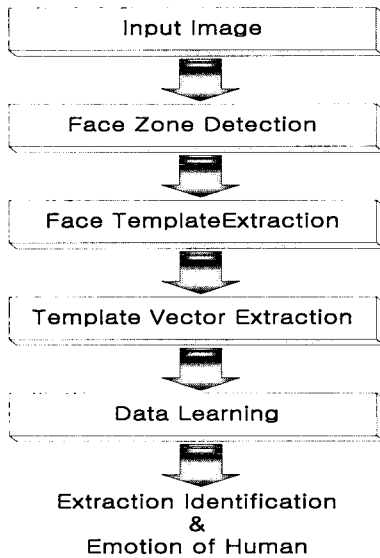 Input Image
Face Zone Detection
Face TemplateExtraction
Template Vector Extraction
Data Learning
Extraction Identification
&
Emotion of Human